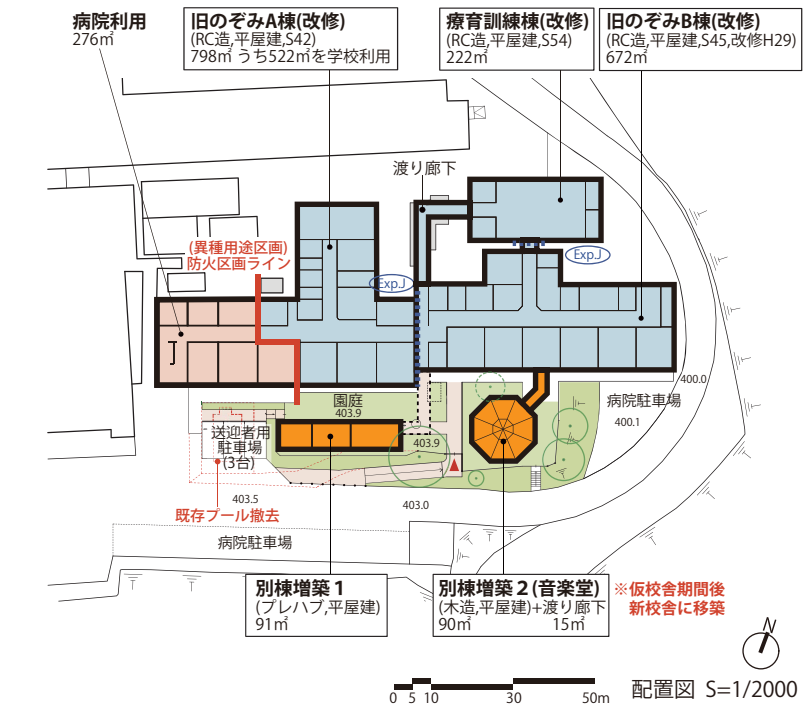 病院利用
276㎡
旧のぞみA棟(改修)
(RC造,平屋建,S42)
798㎡ うち522㎡を学校利用
療育訓練棟(改修)
(RC造,平屋建,S54)
222㎡
旧のぞみB棟(改修)
(RC造,平屋建,S45,改修H29)
672㎡
渡り廊下
(異種用途区画)
防火区画ライン
Exp.J
Exp.J
園庭
403.9
送迎者用
駐車場
(3台)
403.9
400.0
病院駐車場
400.1
403.5
403.0
既存プール撤去
病院駐車場
別棟増築1
(プレハブ,平屋建)
91㎡
別棟増築2(音楽堂)
(木造,平屋建)+渡り廊下
90㎡ 15㎡
※仮校舎期間後
新校舎に移築
N
0 5 10 30 50m
配置図 S=1/2000